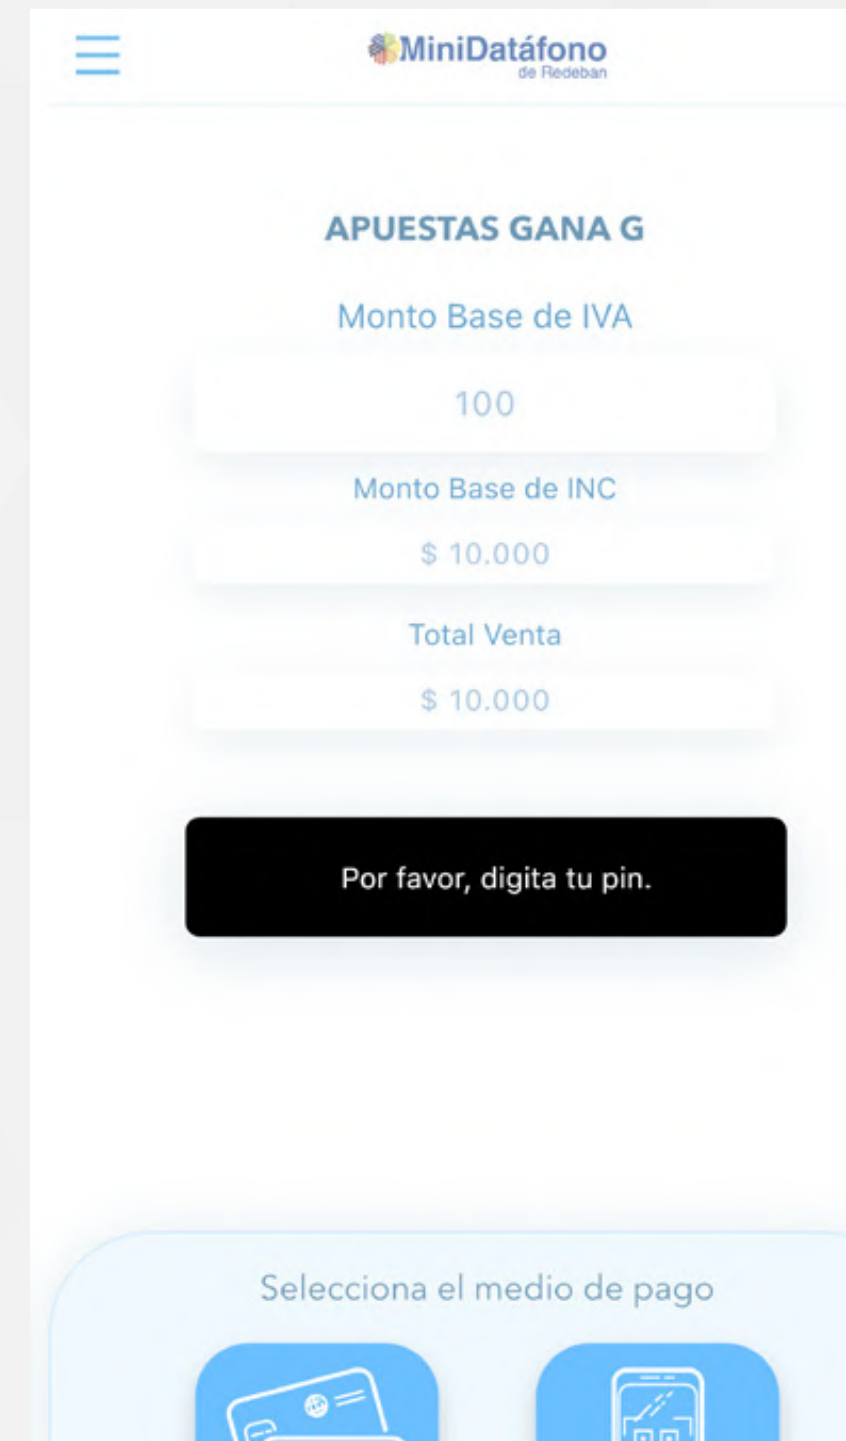 MiniDatáfono
de Redeban
APUESTAS GANA G
Monto Base de IVA
100
Monto Base de INC
$ 10.000
Total Venta
$ 10.000
Por favor, digita tu pin.
Selecciona el medio de pago